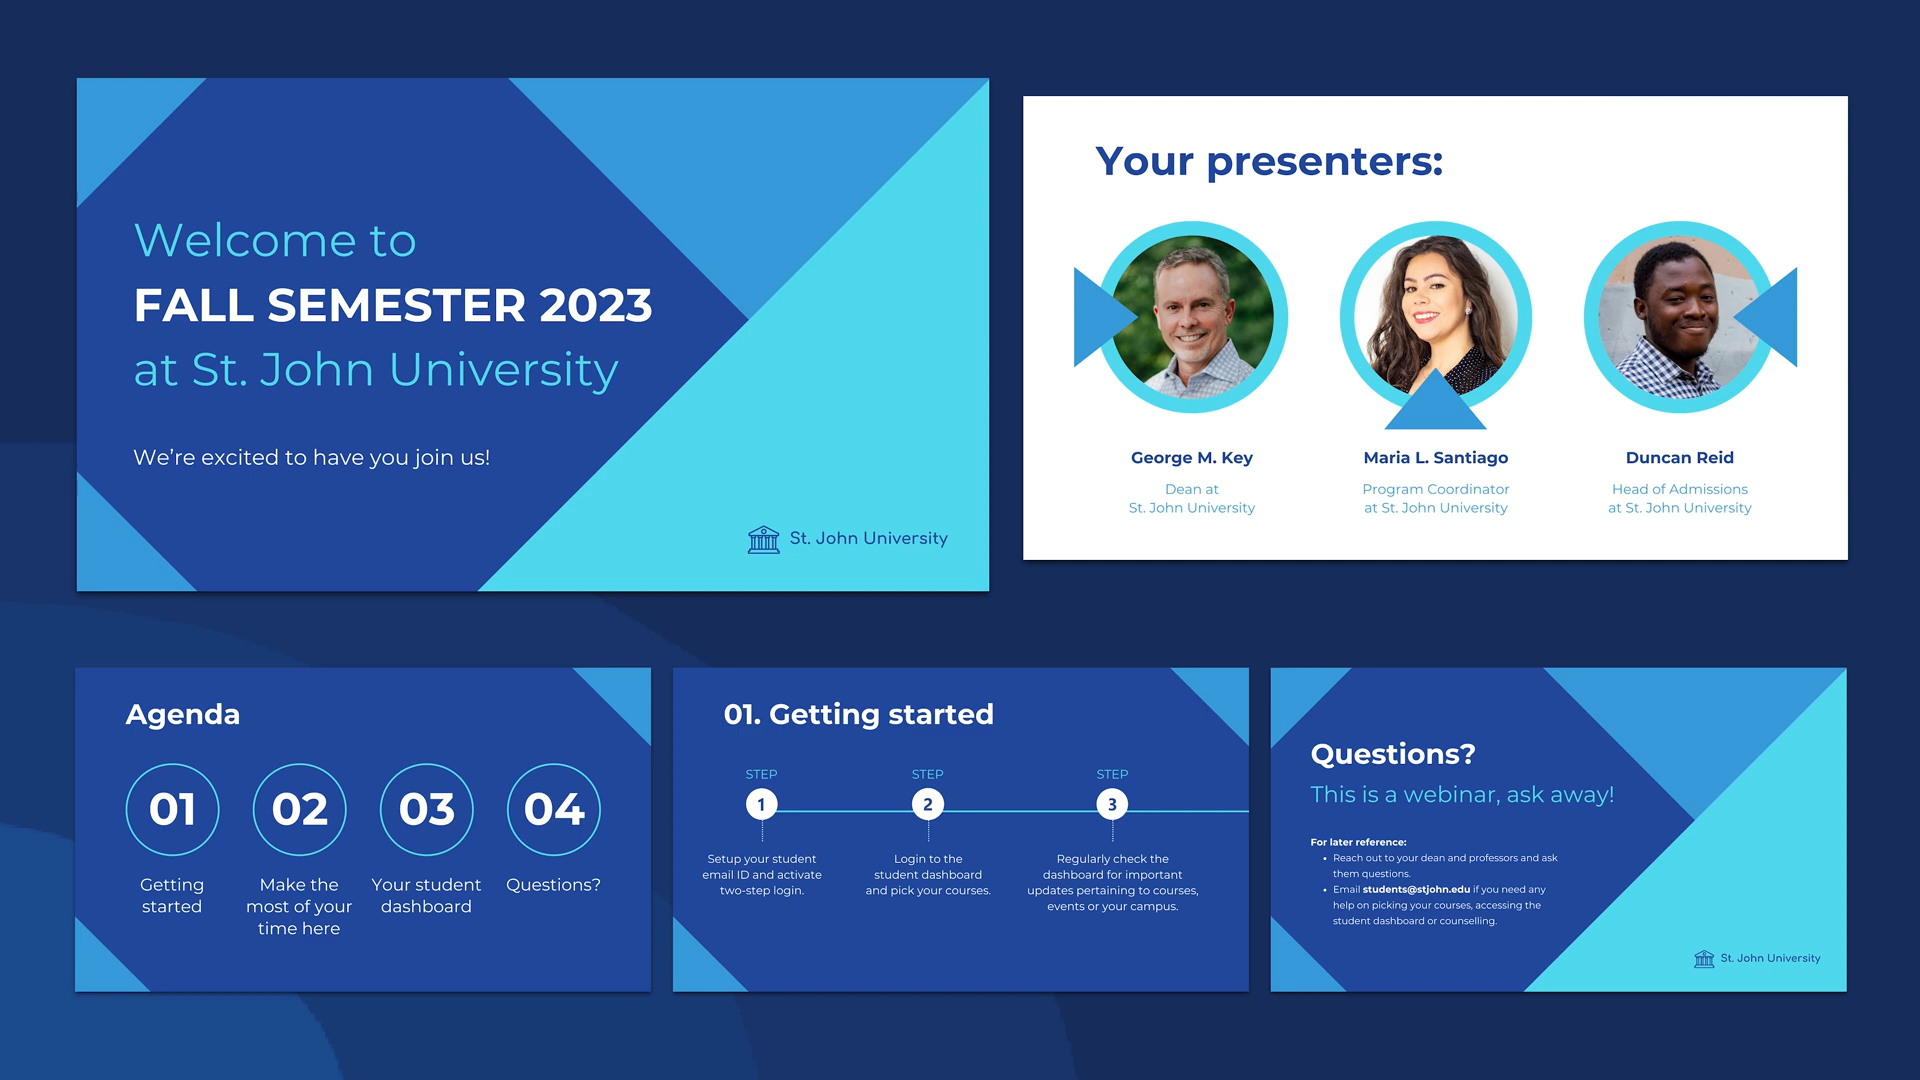 Welcome to
FALL SEMESTER 2023
at St. John University
We’re excited to have you join us!
St. John University
Your presenters:
George M. Key
Dean at
St. John University
Maria L. Santiago
Program Coordinator
at St. John University
Duncan Reid
Head of Admissions
at St. John University
Agenda
01
Getting
started
02
Make the
most of your
time here
03
Your student
dashboard
04
Questions?
01. Getting started
STEP
1
Setup your student
email ID and activate
two-step login.
STEP
2
Login to the
student dashboard
and pick your courses.
STEP
3
Regularly check the
dashboard for important
updates pertaining to courses,
events or your campus.
Questions?
This is a webinar, ask away!
For later reference:
• Reach out to your dean and professors and ask
them questions.
• Email students@stjohn.edu if you need any
help on picking your courses, accessing the
student dashboard or counselling.
St. John University